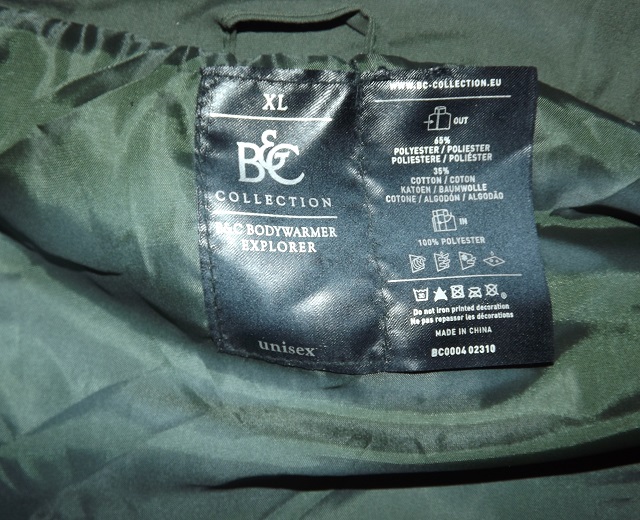 XL
B&C
COLLECTION
B&C BODYWARMER
EXPLORER
unisex
WWW.BC-COLLECTION.EU
OUT
65%
POLYESTER / POLIESTER
POLIESTERE / POLIÉSTER
35%
COTTON / COTON
KATOEN / BAUMWOLLE
COTONE / ALGODÓN / ALGODÃO
IN
100% POLYESTER
Do not iron printed decoration
Ne pas repasser les décorations
MADE IN CHINA
BC0004 02310